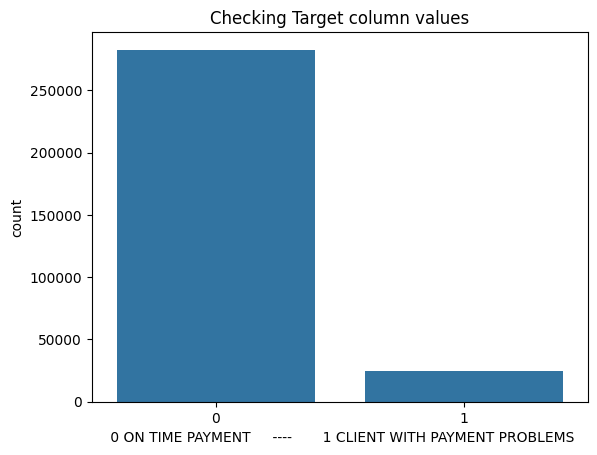 Checking Target column values
250000
200000
150000
100000
50000
0
count
0 1
0 ON TIME PAYMENT ---- 1 CLIENT WITH PAYMENT PROBLEMS